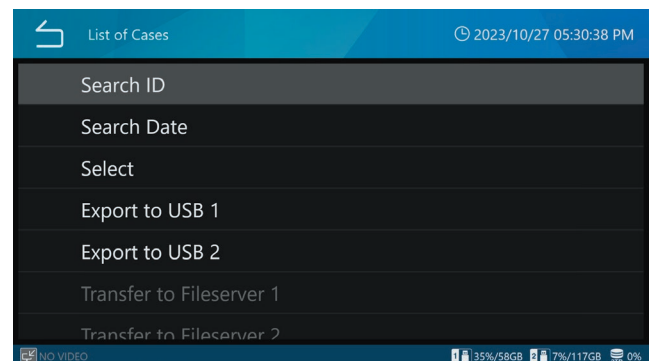 List of Cases
2023/10/27 05:30:38 PM
Search ID
Search Date
Select
Export to USB 1
Export to USB 2
Transfer to Fileserver 1
Transfer to Fileserver 2
NO VIDEO
1 35%/58GB 2 7%/117GB 0%